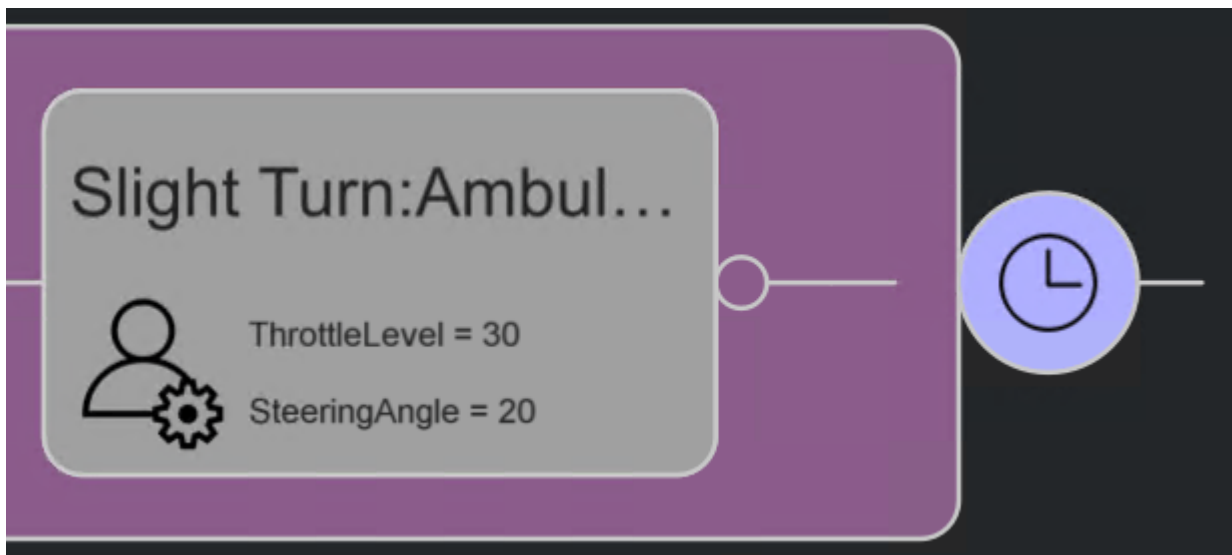 Slight Turn:Ambul...
ThrottleLevel = 30
SteeringAngle = 20